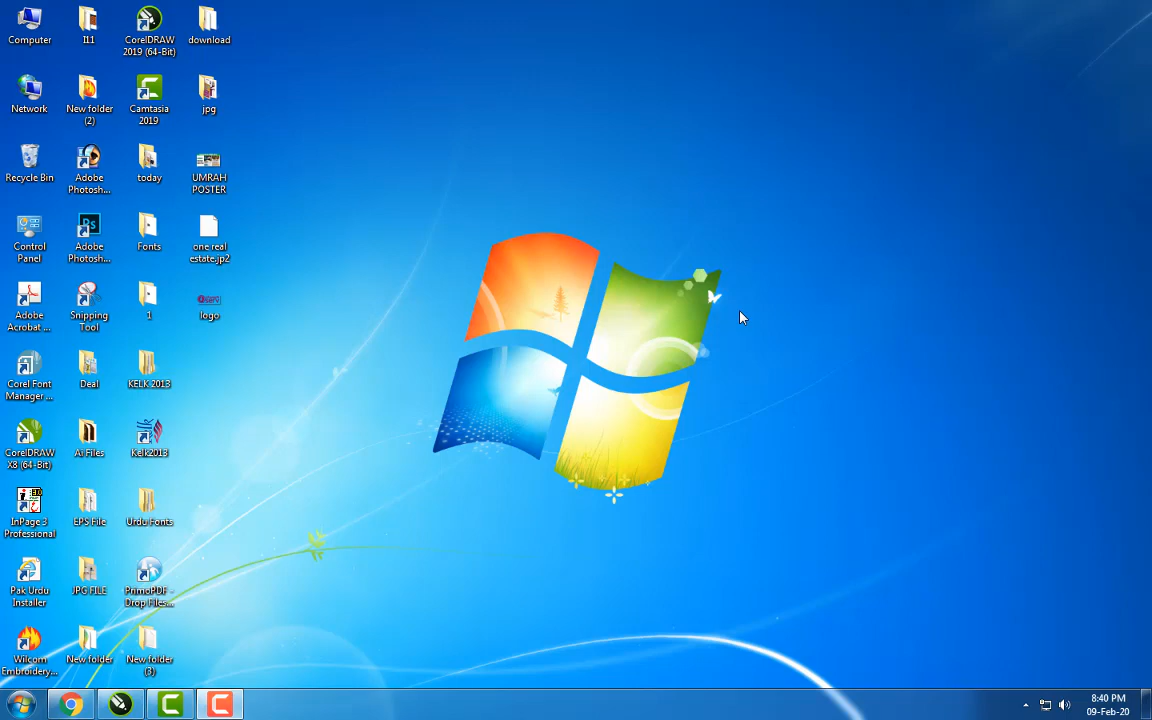 Computer
I11
CorelDRAW
2019 (64-Bit)
download
Network
New folder
(2)
Camtasia
2019
jpg
Recycle Bin
Adobe
Photosh...
today
UMRAH
POSTER
Control
Panel
Ps
Adobe
Photosh...
Fonts
one real
estate.jp2
Adobe
Acrobat ...
Snipping
Tool
1
logo
Corel Font
Manager ...
Deal
KELK 2013
CorelDRAW
X8 (64-Bit)
Ai Files
Kelk2013
InPage 3
Professional
EPS File
Urdu Fonts
Pak Urdu
Installer
JPG FILE
PrimoPDF -
Drop Files...
Wilcom
Embroidery...
New folder
New folder
(3)
8:40 PM
09-Feb-20